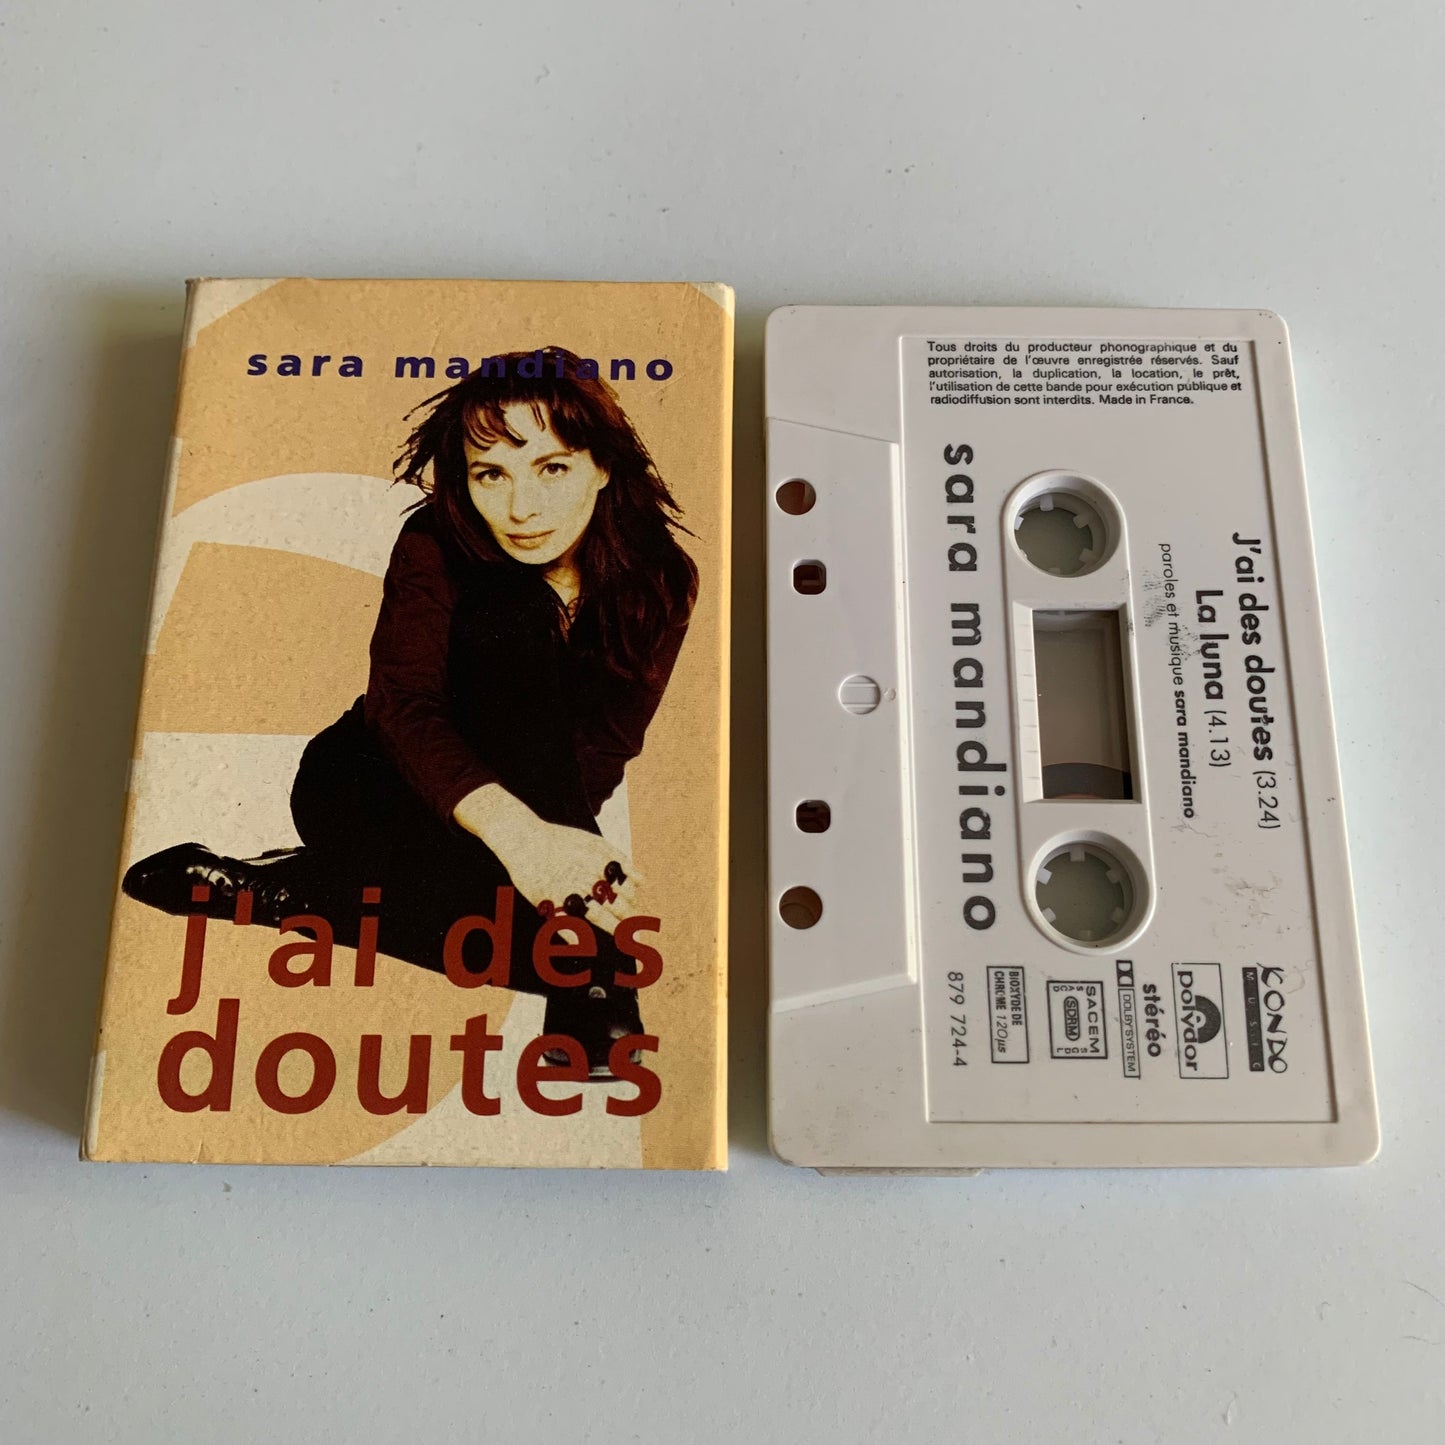 sara mandiano
j'ai des
doutes
Tous droits du producteur phonographique et du
propriétaire de l'œuvre enregistrée réservés. Sauf
autorisation, la duplication, la location, le prêt,
l'utilisation de cette bande pour exécution publique et
radiodiffusion sont interdits. Made in France.
sara mandiano
J'ai des doutes (3.24)
La luna (4.13)
paroles et musique sara mandiano
KONDO
MUSIC
polydor
stéréo
DOLBY SYSTEM
SACEM
SACD
SDRM
SGDL
BIOXYDE DE
CHROME 120µs
879 724-4